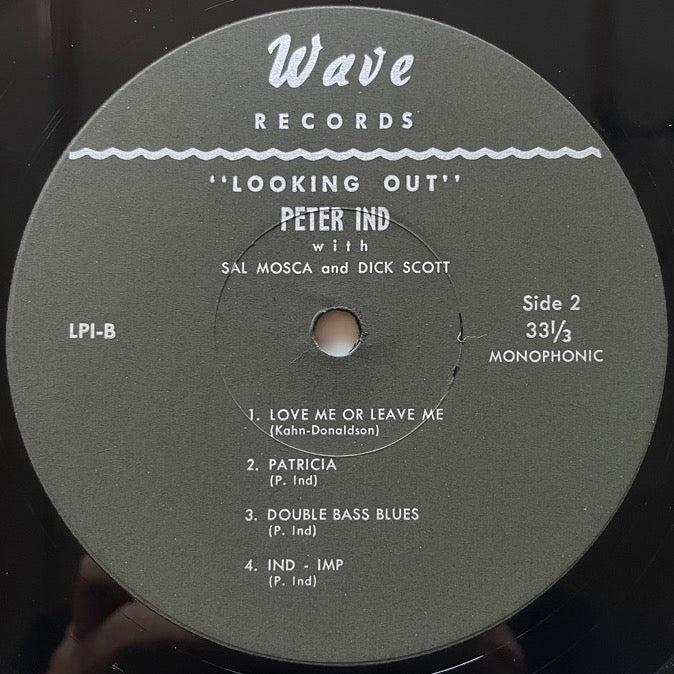 Wave
RECORDS
"LOOKING OUT"
PETER IND
with
SAL MOSCA and DICK SCOTT
Side 2
LPI-B
33⅓
MONOPHONIC
1. LOVE ME OR LEAVE ME
(Kahn-Donaldson)
2. PATRICIA
(P. Ind)
3. DOUBLE BASS BLUES
(P. Ind)
4. IND - IMP
(P. Ind)